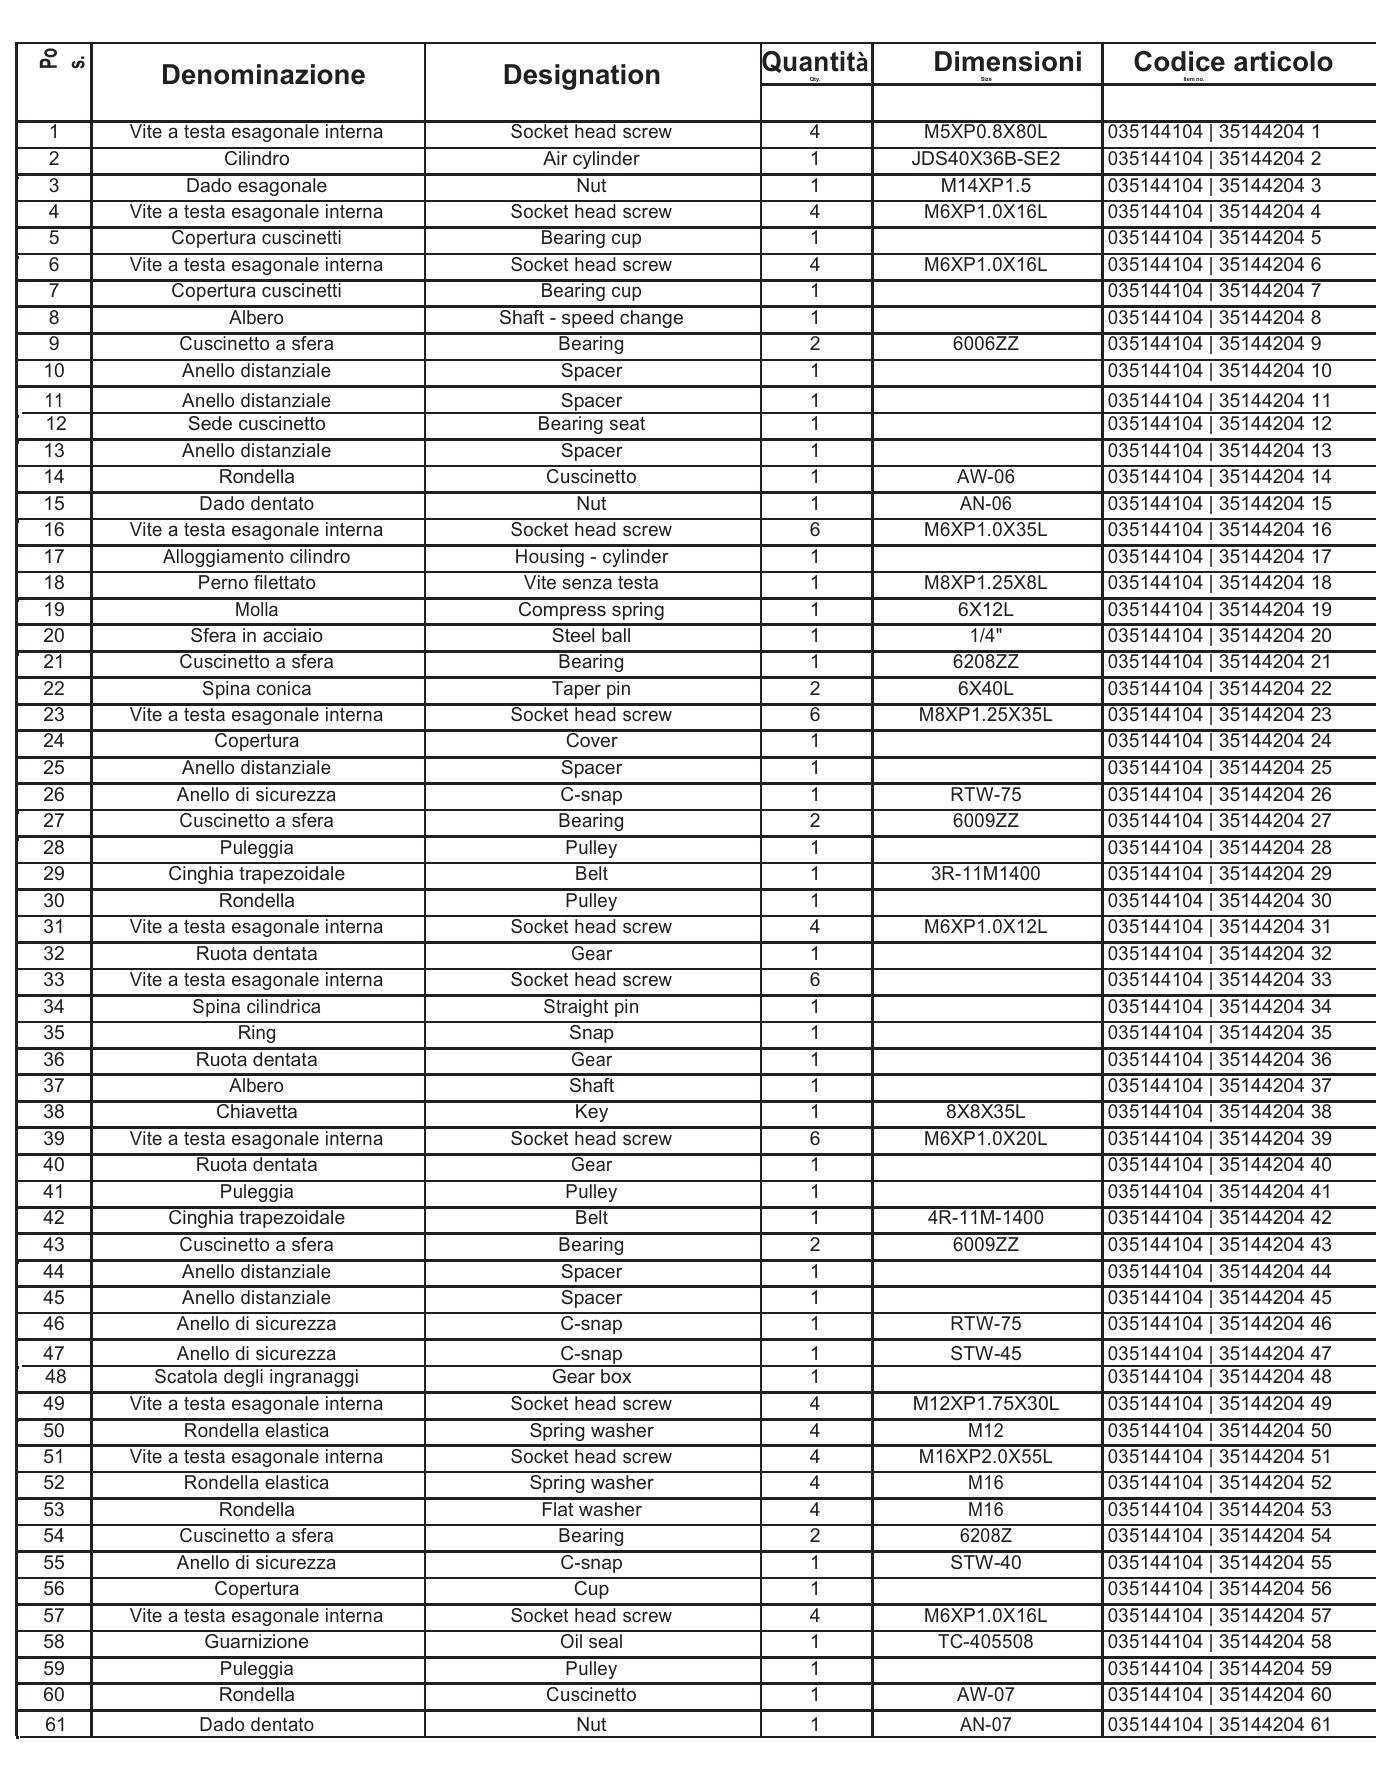 Pos. Denominazione Designation Quantità Dimensioni Codice articolo
Qty. Size Item no.
1 Vite a testa esagonale interna Socket head screw 4 M5XP0.8X80L 035144104 | 35144204 1
2 Cilindro Air cylinder 1 JDS40X36B-SE2 035144104 | 35144204 2
3 Dado esagonale Nut 1 M14XP1.5 035144104 | 35144204 3
4 Vite a testa esagonale interna Socket head screw 4 M6XP1.0X16L 035144104 | 35144204 4
5 Copertura cuscinetti Bearing cup 1 035144104 | 35144204 5
6 Vite a testa esagonale interna Socket head screw 4 M6XP1.0X16L 035144104 | 35144204 6
7 Copertura cuscinetti Bearing cup 1 035144104 | 35144204 7
8 Albero Shaft - speed change 1 035144104 | 35144204 8
9 Cuscinetto a sfera Bearing 2 6006ZZ 035144104 | 35144204 9
10 Anello distanziale Spacer 1 035144104 | 35144204 10
11 Anello distanziale Spacer 1 035144104 | 35144204 11
12 Sede cuscinetto Bearing seat 1 035144104 | 35144204 12
13 Anello distanziale Spacer 1 035144104 | 35144204 13
14 Rondella Cuscinetto 1 AW-06 035144104 | 35144204 14
15 Dado dentato Nut 1 AN-06 035144104 | 35144204 15
16 Vite a testa esagonale interna Socket head screw 6 M6XP1.0X35L 035144104 | 35144204 16
17 Alloggiamento cilindro Housing - cylinder 1 035144104 | 35144204 17
18 Perno filettato Vite senza testa 1 M8XP1.25X8L 035144104 | 35144204 18
19 Molla Compress spring 1 6X12L 035144104 | 35144204 19
20 Sfera in acciaio Steel ball 1 1/4" 035144104 | 35144204 20
21 Cuscinetto a sfera Bearing 1 6208ZZ 035144104 | 35144204 21
22 Spina conica Taper pin 2 6X40L 035144104 | 35144204 22
23 Vite a testa esagonale interna Socket head screw 6 M8XP1.25X35L 035144104 | 35144204 23
24 Copertura Cover 1 035144104 | 35144204 24
25 Anello distanziale Spacer 1 035144104 | 35144204 25
26 Anello di sicurezza C-snap 1 RTW-75 035144104 | 35144204 26
27 Cuscinetto a sfera Bearing 2 6009ZZ 035144104 | 35144204 27
28 Puleggia Pulley 1 035144104 | 35144204 28
29 Cinghia trapezoidale Belt 1 3R-11M1400 035144104 | 35144204 29
30 Rondella Pulley 1 035144104 | 35144204 30
31 Vite a testa esagonale interna Socket head screw 4 M6XP1.0X12L 035144104 | 35144204 31
32 Ruota dentata Gear 1 035144104 | 35144204 32
33 Vite a testa esagonale interna Socket head screw 6 035144104 | 35144204 33
34 Spina cilindrica Straight pin 1 035144104 | 35144204 34
35 Ring Snap 1 035144104 | 35144204 35
36 Ruota dentata Gear 1 035144104 | 35144204 36
37 Albero Shaft 1 035144104 | 35144204 37
38 Chiavetta Key 1 8X8X35L 035144104 | 35144204 38
39 Vite a testa esagonale interna Socket head screw 6 M6XP1.0X20L 035144104 | 35144204 39
40 Ruota dentata Gear 1 035144104 | 35144204 40
41 Puleggia Pulley 1 035144104 | 35144204 41
42 Cinghia trapezoidale Belt 1 4R-11M-1400 035144104 | 35144204 42
43 Cuscinetto a sfera Bearing 2 6009ZZ 035144104 | 35144204 43
44 Anello distanziale Spacer 1 035144104 | 35144204 44
45 Anello distanziale Spacer 1 035144104 | 35144204 45
46 Anello di sicurezza C-snap 1 RTW-75 035144104 | 35144204 46
47 Anello di sicurezza C-snap 1 STW-45 035144104 | 35144204 47
48 Scatola degli ingranaggi Gear box 1 035144104 | 35144204 48
49 Vite a testa esagonale interna Socket head screw 4 M12XP1.75X30L 035144104 | 35144204 49
50 Rondella elastica Spring washer 4 M12 035144104 | 35144204 50
51 Vite a testa esagonale interna Socket head screw 4 M16XP2.0X55L 035144104 | 35144204 51
52 Rondella elastica Spring washer 4 M16 035144104 | 35144204 52
53 Rondella Flat washer 4 M16 035144104 | 35144204 53
54 Cuscinetto a sfera Bearing 2 6208Z 035144104 | 35144204 54
55 Anello di sicurezza C-snap 1 STW-40 035144104 | 35144204 55
56 Copertura Cup 1 035144104 | 35144204 56
57 Vite a testa esagonale interna Socket head screw 4 M6XP1.0X16L 035144104 | 35144204 57
58 Guarnizione Oil seal 1 TC-405508 035144104 | 35144204 58
59 Puleggia Pulley 1 035144104 | 35144204 59
60 Rondella Cuscinetto 1 AW-07 035144104 | 35144204 60
61 Dado dentato Nut 1 AN-07 035144104 | 35144204 61